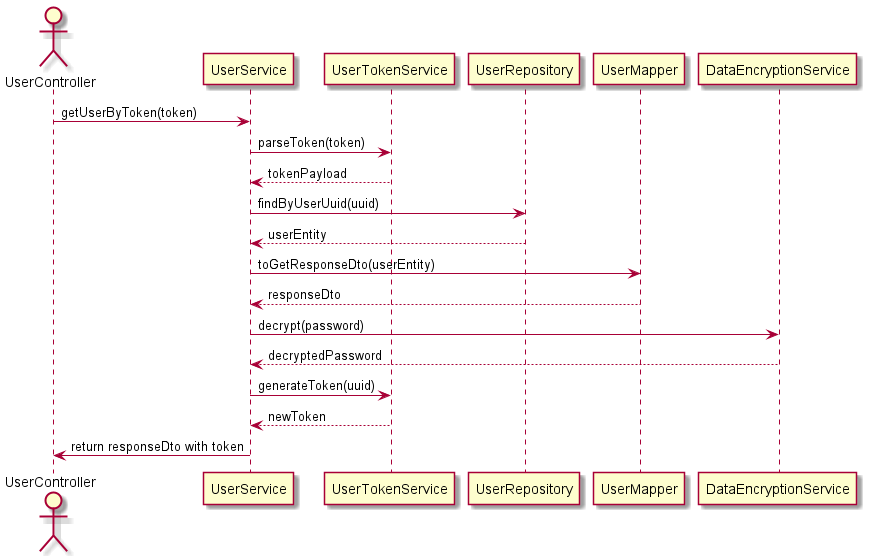 UserController
UserService
UserTokenService
UserRepository
UserMapper
DataEncryptionService
getUserByToken(token)
parseToken(token)
tokenPayload
findByUserUuid(uuid)
userEntity
toGetResponseDto(userEntity)
responseDto
decrypt(password)
decryptedPassword
generateToken(uuid)
newToken
return responseDto with token
UserController
UserService
UserTokenService
UserRepository
UserMapper
DataEncryptionService